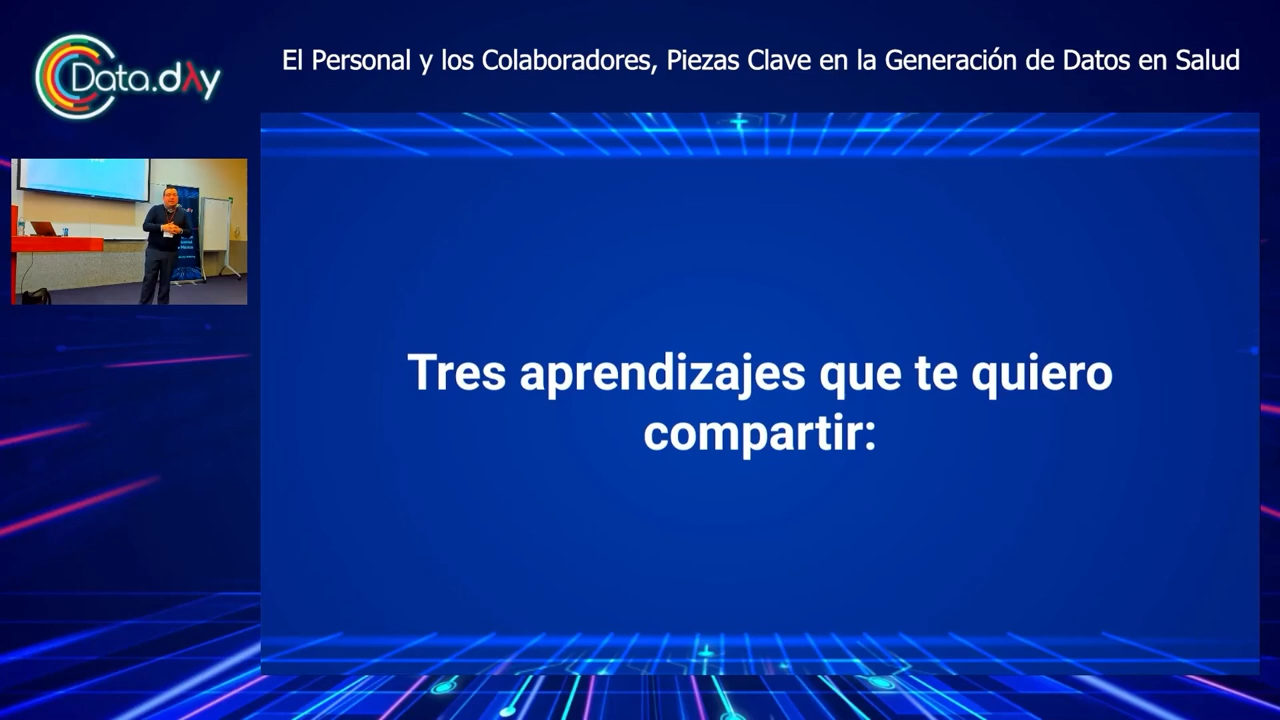 Data.dλy
El Personal y los Colaboradores, Piezas Clave en la Generación de Datos en Salud
Tres aprendizajes que te quiero
compartir: